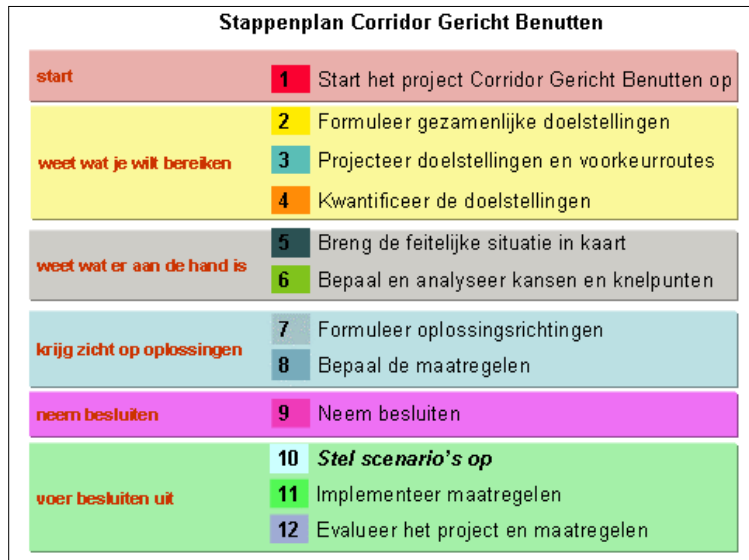 Stappenplan Corridor Gericht Benutten
start
1 Start het project Corridor Gericht Benutten op
weet wat je wilt bereiken
2 Formuleer gezamenlijke doelstellingen
3 Projecteer doelstellingen en voorkeurroutes
4 Kwantificeer de doelstellingen
weet wat er aan de hand is
5 Breng de feitelijke situatie in kaart
6 Bepaal en analyseer kansen en knelpunten
krijg zicht op oplossingen
7 Formuleer oplossingsrichtingen
8 Bepaal de maatregelen
neem besluiten
9 Neem besluiten
voer besluiten uit
10 Stel scenario's op
11 Implementeer maatregelen
12 Evalueer het project en maatregelen